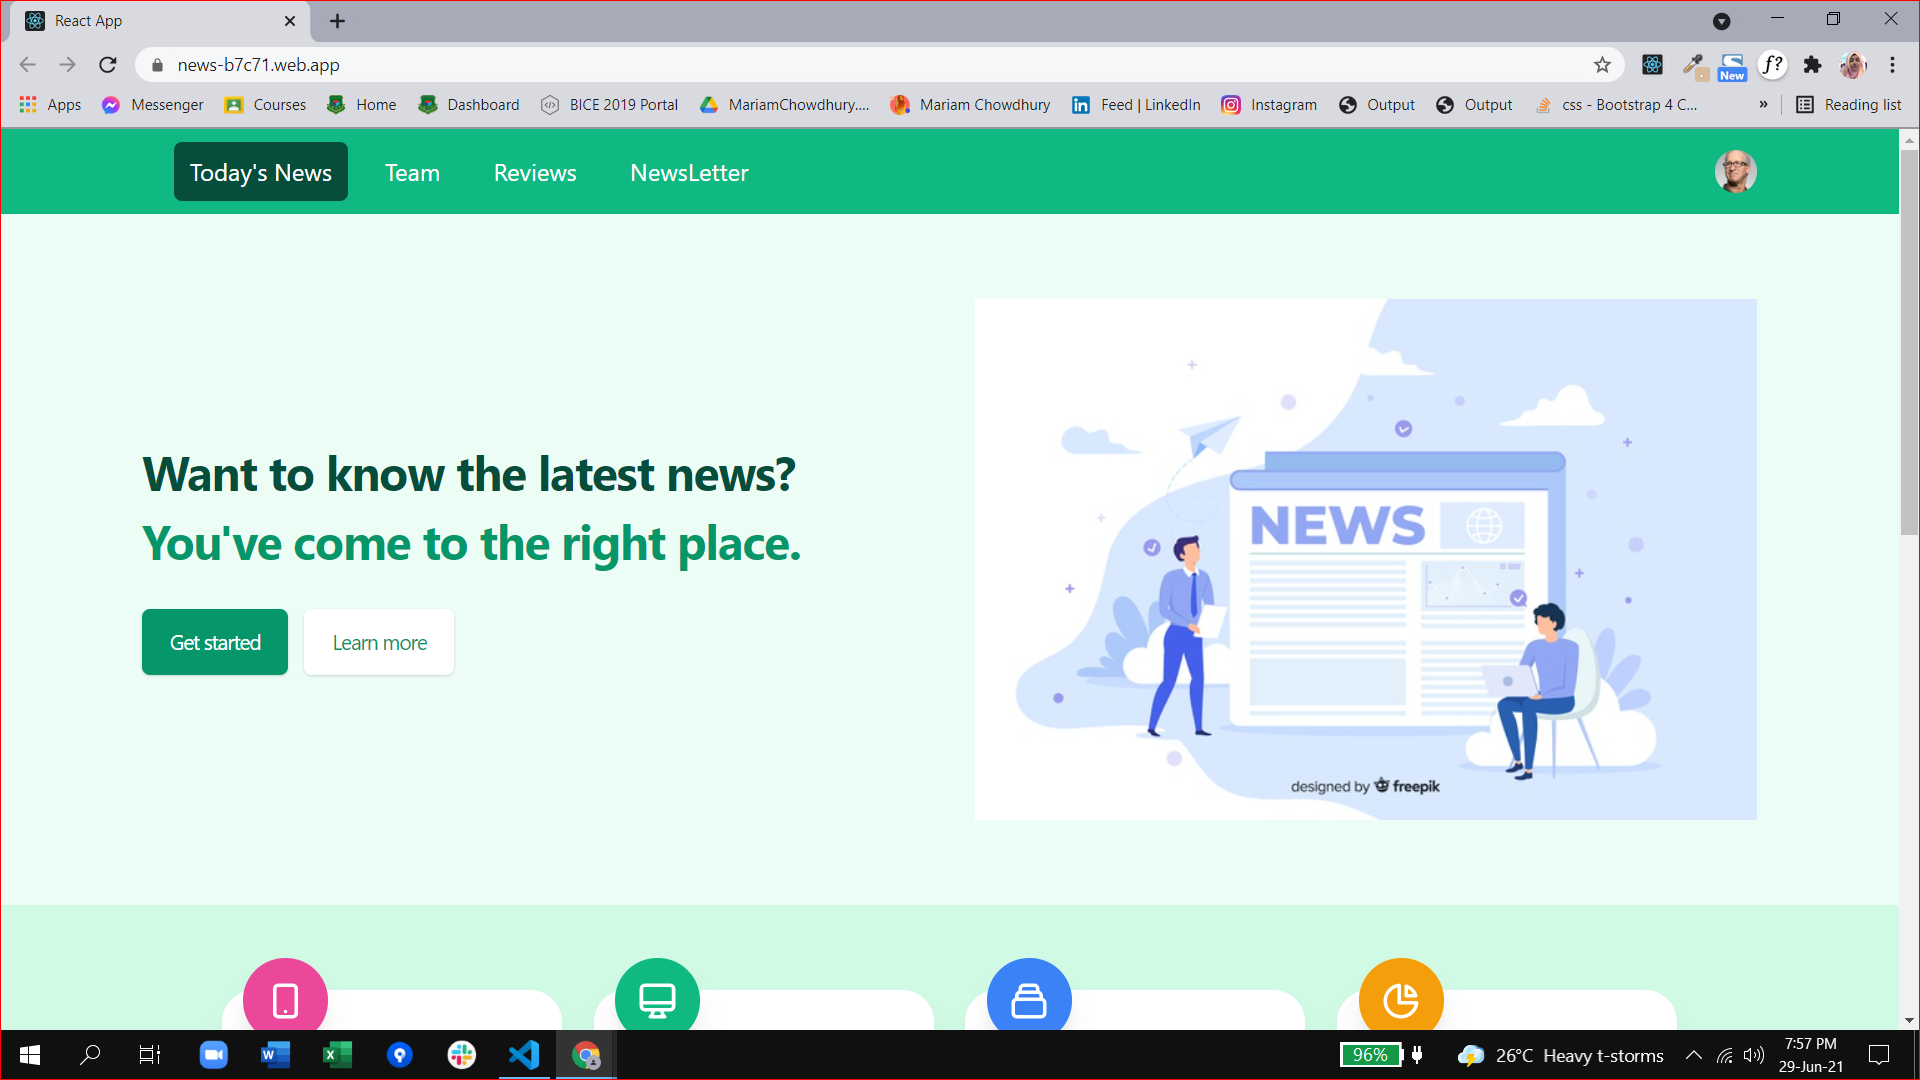 React App
news-b7c71.web.app
New
f?
Apps
Messenger
Courses
Home
Dashboard
BICE 2019 Portal
MariamChowdhury....
Mariam Chowdhury
Feed | LinkedIn
Instagram
Output
Output
css - Bootstrap 4 C...
»
Reading list
Today's News
Team
Reviews
NewsLetter
Want to know the latest news?
You've come to the right place.
Get started
Learn more
NEWS
designed by freepik
96%
26°C Heavy t-storms
7:57 PM
29-Jun-21